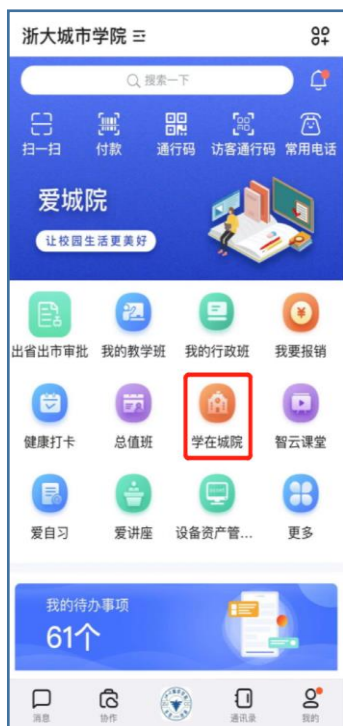 浙大城市学院
搜索一下
扫一扫 付款 通行码 访客通行码 常用电话
爱城院
让校园生活更美好
出省出市审批 我的教学班 我的行政班 我要报销
健康打卡 总值班 学在城院 智云课堂
爱自习 爱讲座 设备资产管... 更多
我的待办事项
61个
消息 协作 通讯录 我的